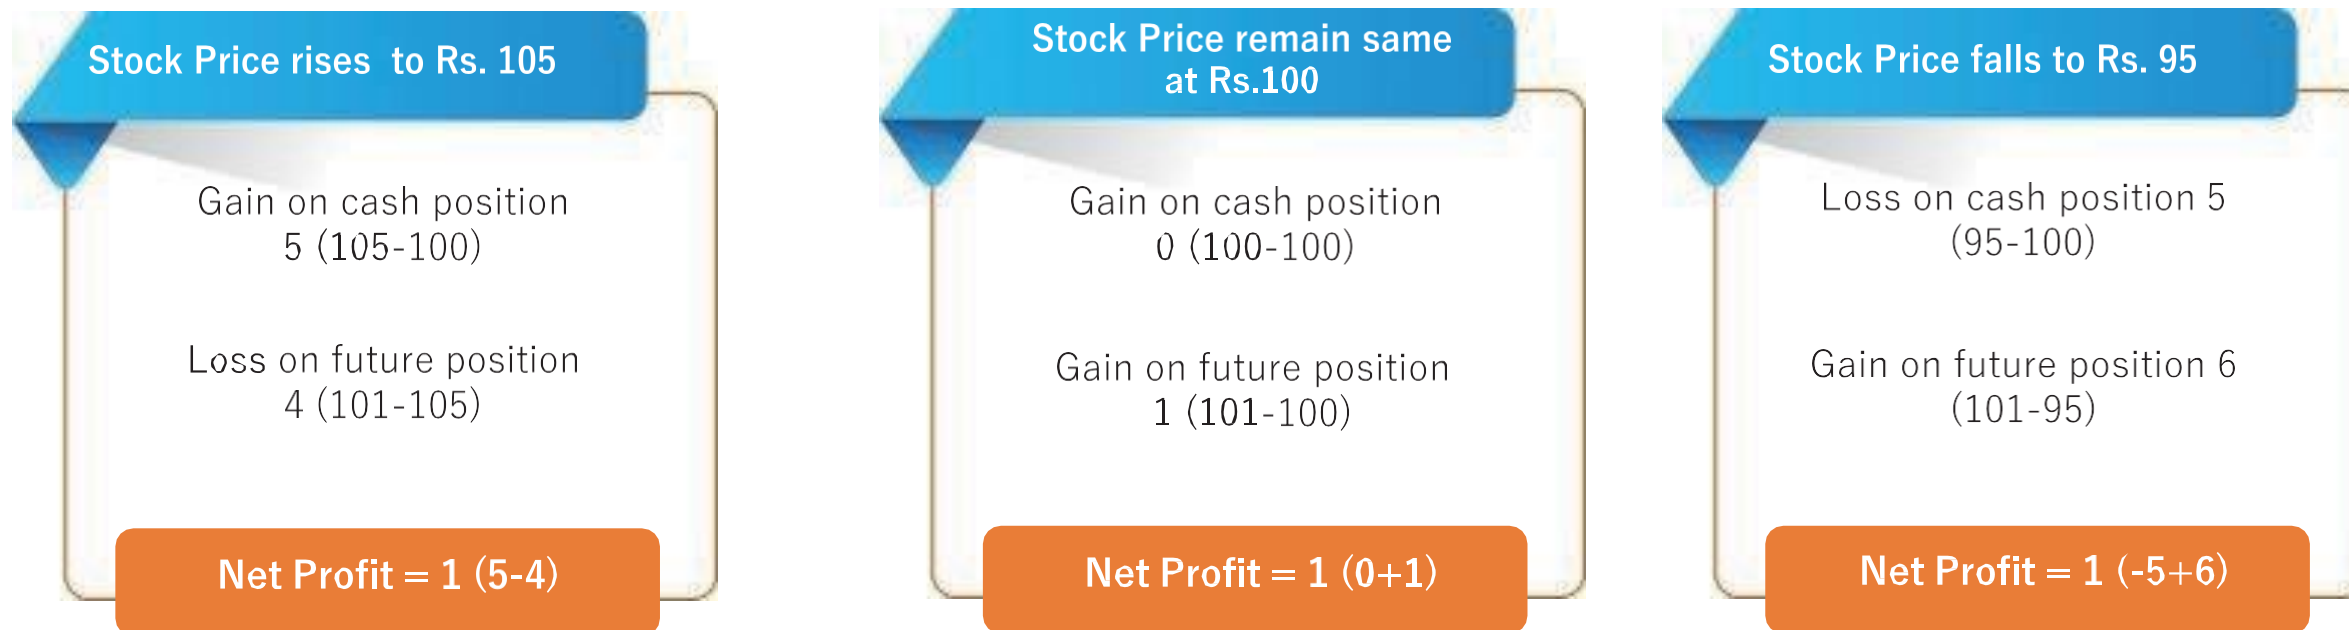 Stock Price rises to Rs. 105
Gain on cash position
5 (105-100)
Loss on future position
4 (101-105)
Net Profit = 1 (5-4)
Stock Price remain same
at Rs.100
Gain on cash position
0 (100-100)
Gain on future position
1 (101-100)
Net Profit = 1 (0+1)
Stock Price falls to Rs. 95
Loss on cash position 5
(95-100)
Gain on future position 6
(101-95)
Net Profit = 1 (-5+6)